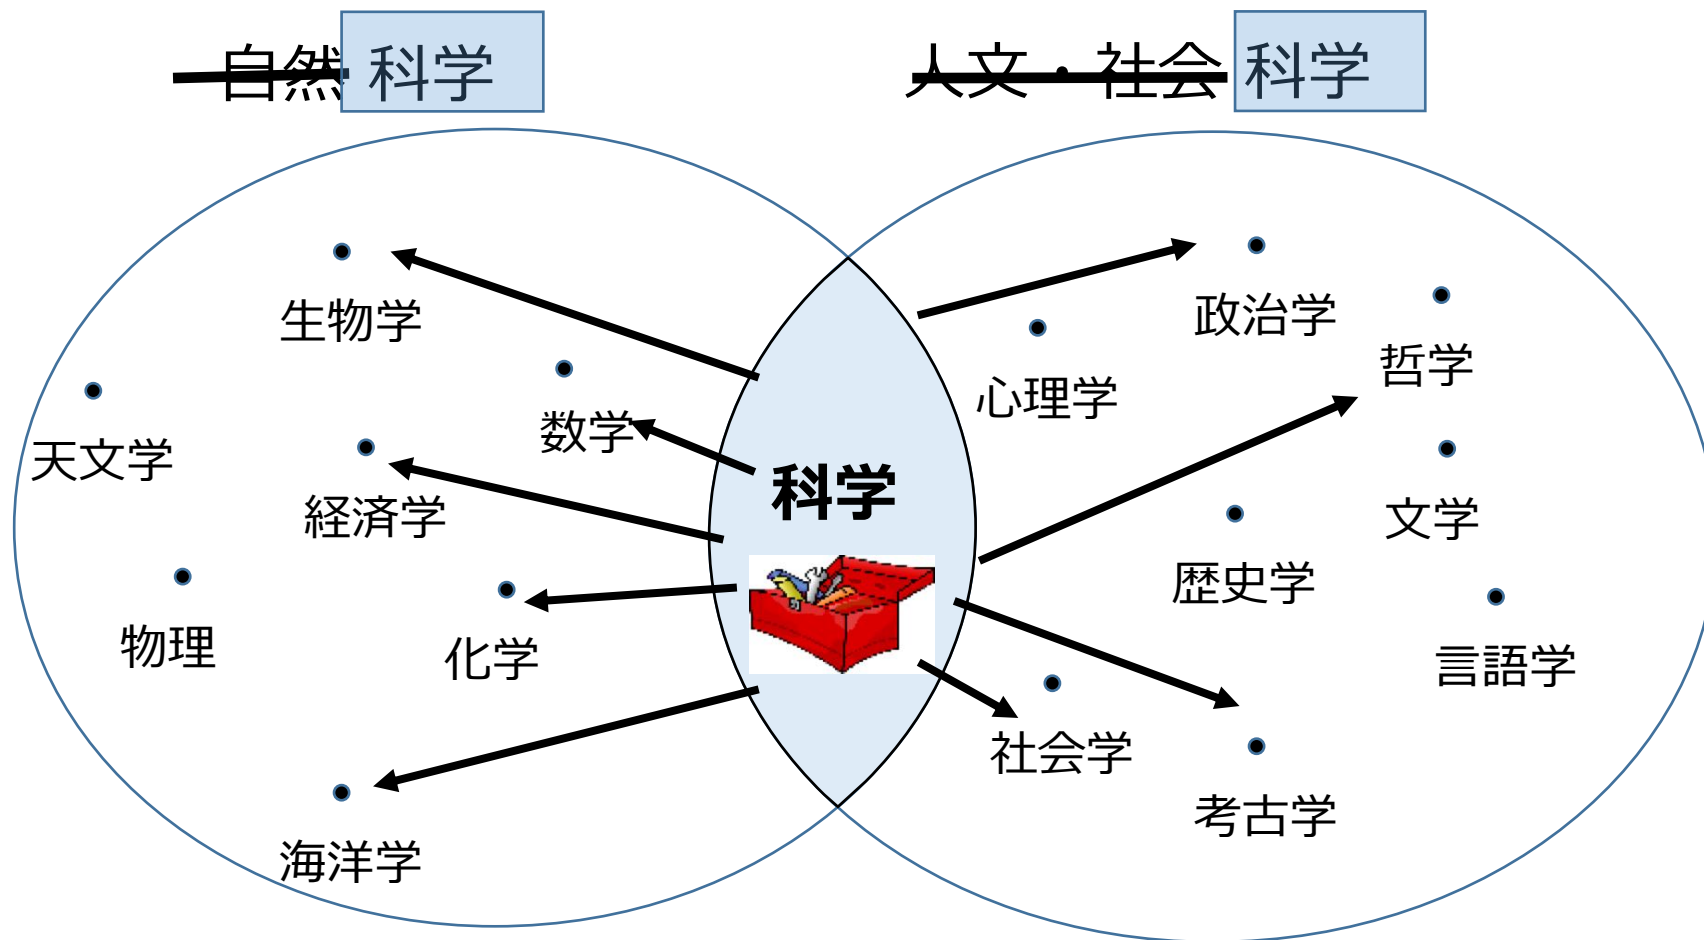 自然科学
人文・社会科学
生物学
数学
天文学
経済学
物理
化学
海洋学
科学
政治学
哲学
心理学
文学
歴史学
言語学
社会学
考古学